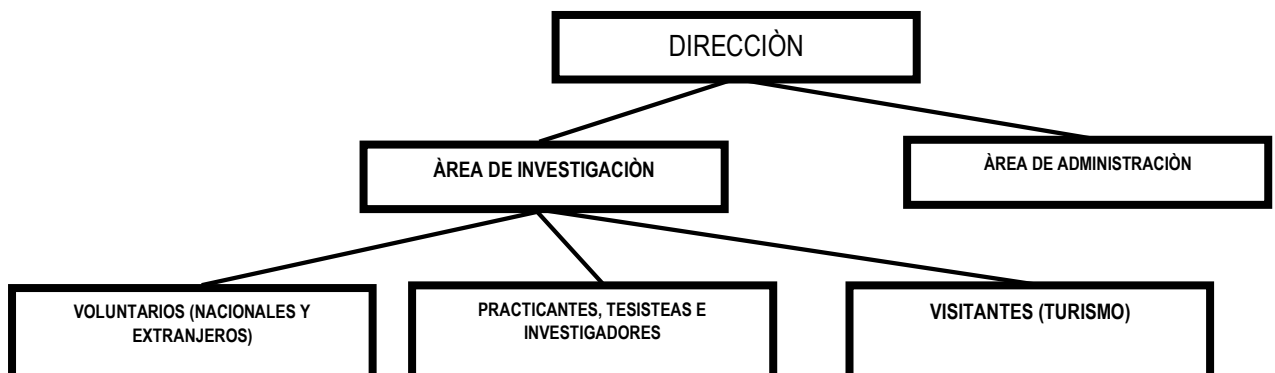 DIRECCIÒN
ÀREA DE INVESTIGACIÒN
ÀREA DE ADMINISTRACIÒN
VOLUNTARIOS (NACIONALES Y
EXTRANJEROS)
PRACTICANTES, TESISTEAS E
INVESTIGADORES
VISITANTES (TURISMO)